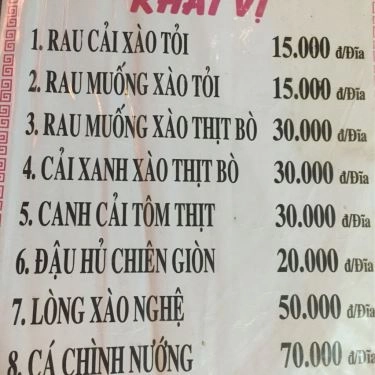 KHAI VỊ
1. RAU CẢI XÀO TỎI 15.000 đ/Đĩa
2. RAU MUỐNG XÀO TỎI 15.000 đ/Đĩa
3. RAU MUỐNG XÀO THỊT BÒ 30.000 đ/Đĩa
4. CẢI XANH XÀO THỊT BÒ 30.000 đ/Đĩa
5. CANH CẢI TÔM THỊT 30.000 đ/Đĩa
6. ĐẬU HỦ CHIÊN GIÒN 20.000 đ/Đĩa
7. LÒNG XÀO NGHỆ 50.000 đ/Đĩa
8. CÁ CHÌNH NƯỚNG 70.000 đ/Đĩa